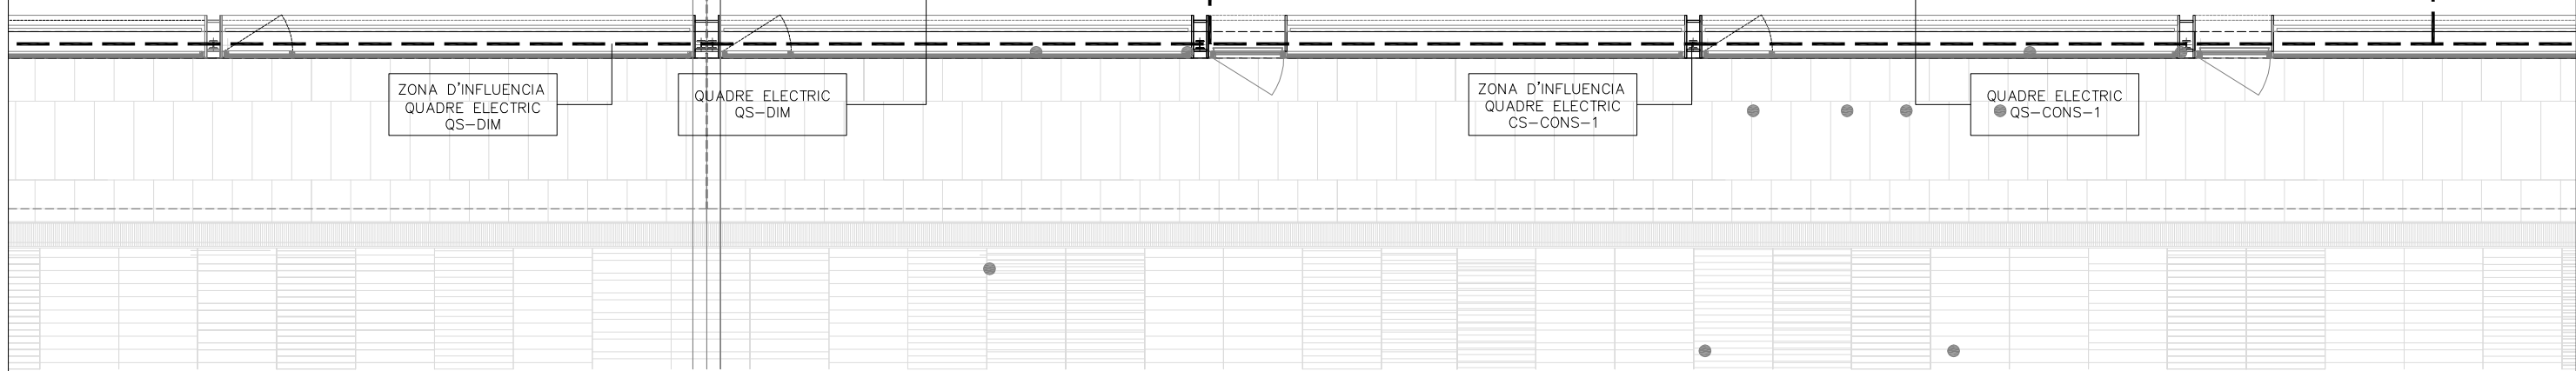 ZONA D'INFLUENCIA
QUADRE ELECTRIC
QS-DIM
QUADRE ELECTRIC
QS-DIM
ZONA D'INFLUENCIA
QUADRE ELECTRIC
CS-CONS-1
QUADRE ELECTRIC
QS-CONS-1